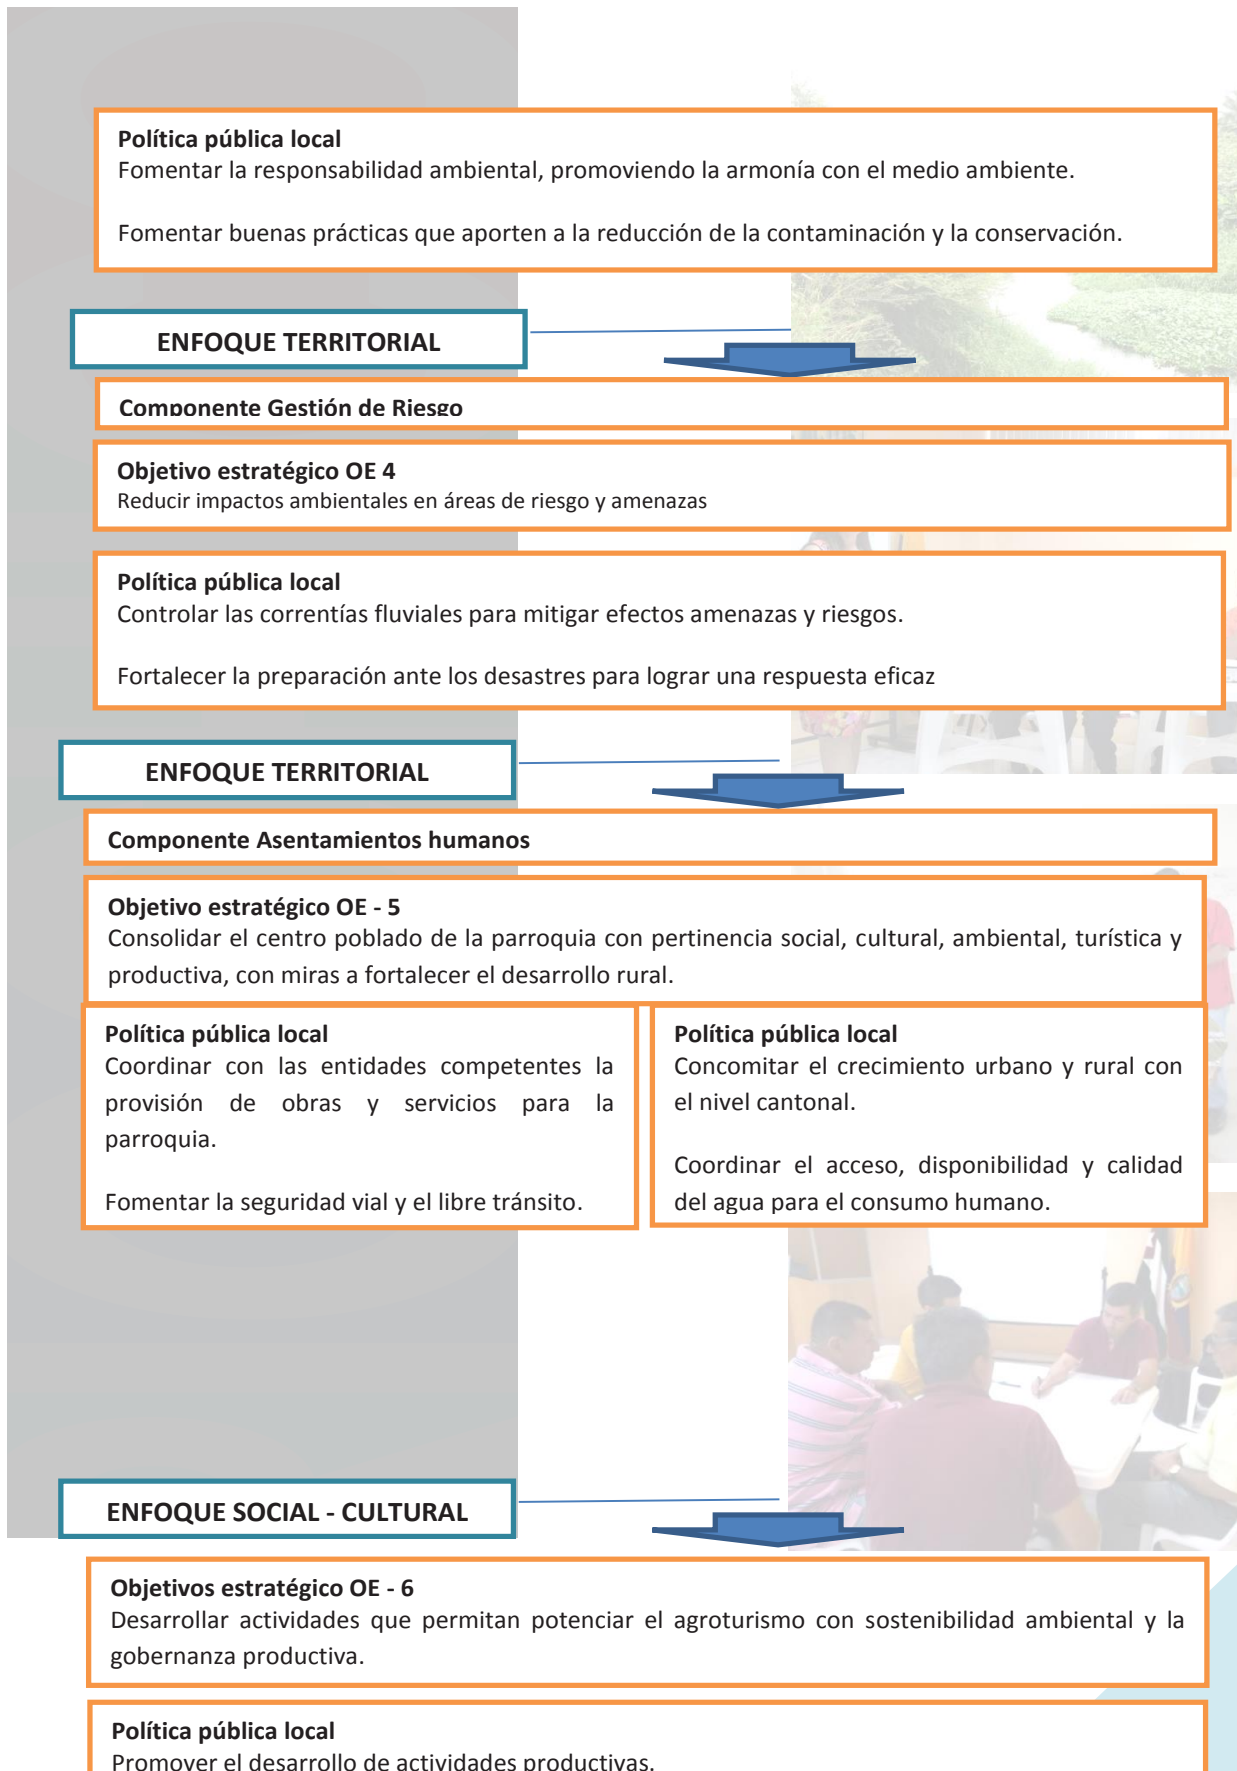 Política pública local
Fomentar la responsabilidad ambiental, promoviendo la armonía con el medio ambiente.
Fomentar buenas prácticas que aporten a la reducción de la contaminación y la conservación.
ENFOQUE TERRITORIAL
Componente Gestión de Riesgo
Objetivo estratégico OE 4
Reducir impactos ambientales en áreas de riesgo y amenazas
Política pública local
Controlar las correntías fluviales para mitigar efectos amenazas y riesgos.
Fortalecer la preparación ante los desastres para lograr una respuesta eficaz
ENFOQUE TERRITORIAL
Componente Asentamientos humanos
Objetivo estratégico OE - 5
Consolidar el centro poblado de la parroquia con pertinencia social, cultural, ambiental, turística y
productiva, con miras a fortalecer el desarrollo rural.
Política pública local
Coordinar con las entidades competentes la
provisión de obras y servicios para la
parroquia.
Fomentar la seguridad vial y el libre tránsito.
Política pública local
Concomitar el crecimiento urbano y rural con
el nivel cantonal.
Coordinar el acceso, disponibilidad y calidad
del agua para el consumo humano.
ENFOQUE SOCIAL - CULTURAL
Objetivos estratégico OE - 6
Desarrollar actividades que permitan potenciar el agroturismo con sostenibilidad ambiental y la
gobernanza productiva.
Política pública local
Promover el desarrollo de actividades productivas.